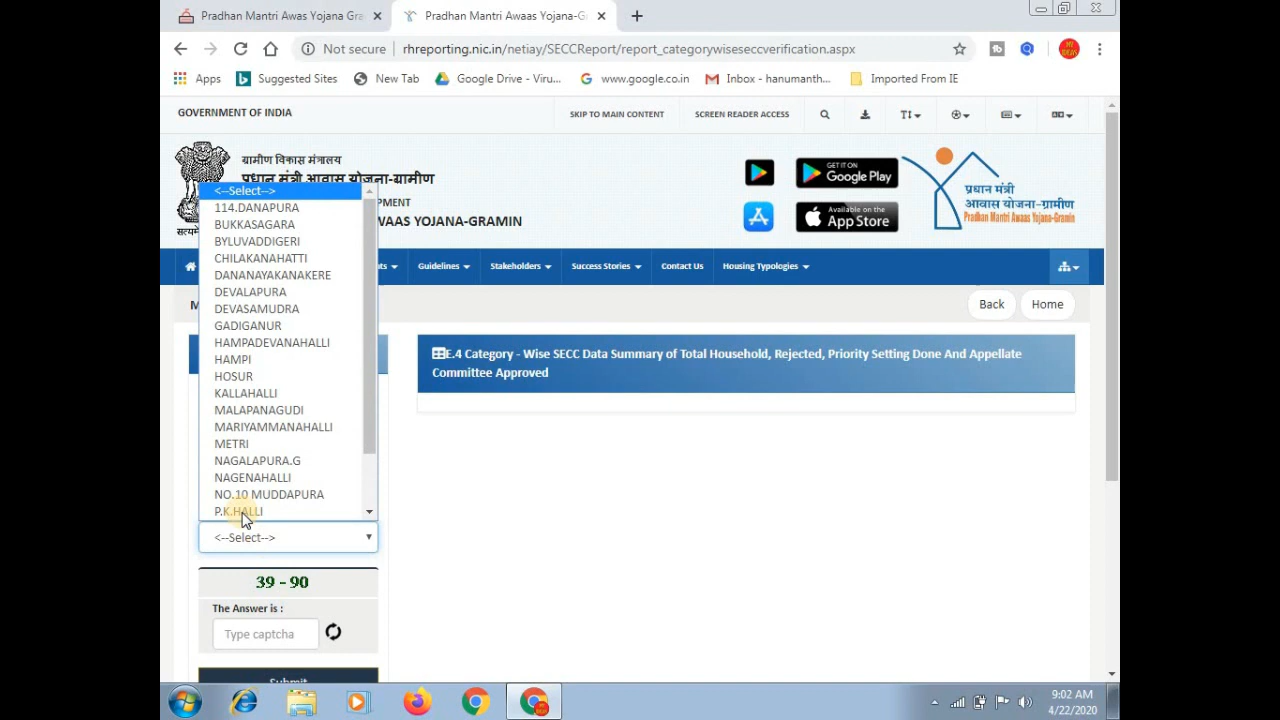 Pradhan Mantri Awas Yojana Gra
Pradhan Mantri Awaas Yojana-G
Not secure
rhreporting.nic.in/netiay/SECCReport/report_categorywiseseccverification.aspx
Apps
Suggested Sites
New Tab
Google Drive - Viru...
www.google.co.in
Inbox - hanumanth...
Imported From IE
GOVERNMENT OF INDIA
SKIP TO MAIN CONTENT
SCREEN READER ACCESS
ग्रामीण विकास मंत्रालय
प्रधान मंत्री आवास योजना-ग्रामीण
PMENT
WAAS YOJANA-GRAMIN
GET IT ON
Google Play
Available on the
App Store
प्रधान मंत्री
आवास योजना-ग्रामीण
Pradhan Mantri Awaas Yojana-Gramin
nts
Guidelines
Stakeholders
Success Stories
Contact Us
Housing Typologies
M
Back
Home
<--Select-->
114.DANAPURA
BUKKASAGARA
BYLUVADDIGERI
CHILAKANAHATTI
DANANAYAKANAKERE
DEVALAPURA
DEVASAMUDRA
GADIGANUR
HAMPADEVANAHALLI
HAMPI
HOSUR
KALLAHALLI
MALAPANAGUDI
MARIYAMMANAHALLI
METRI
NAGALAPURA.G
NAGENAHALLI
NO.10 MUDDAPURA
P.K.HALLI
<--Select-->
E.4 Category - Wise SECC Data Summary of Total Household, Rejected, Priority Setting Done And Appellate
Committee Approved
39 - 90
The Answer is :
Type captcha
Submit
9:02 AM
4/22/2020